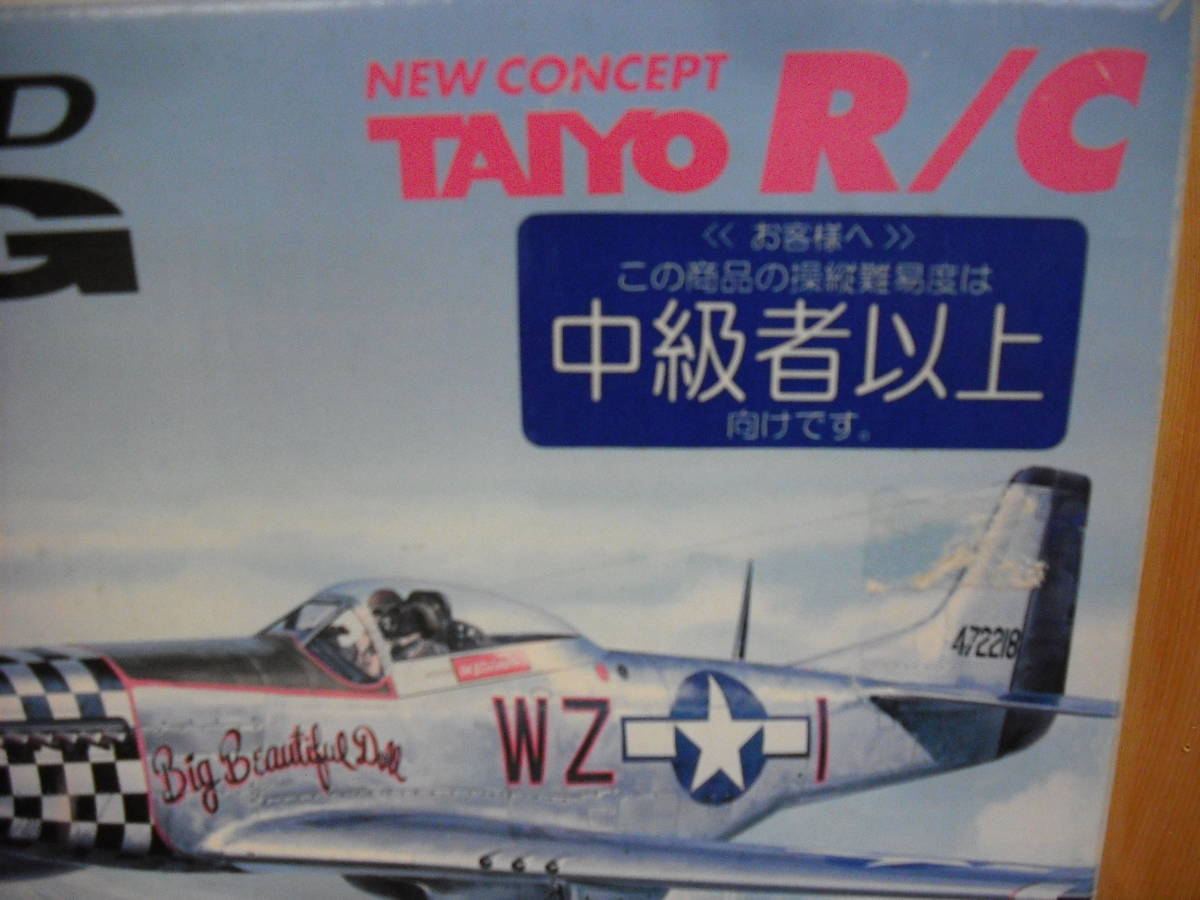 D
G
NEW CONCEPT
TAIYO R/C
<< お客様へ >>
この商品の操縦難易度は
中級者以上
向けです。
472218
WZ I
Big Beautiful Doll